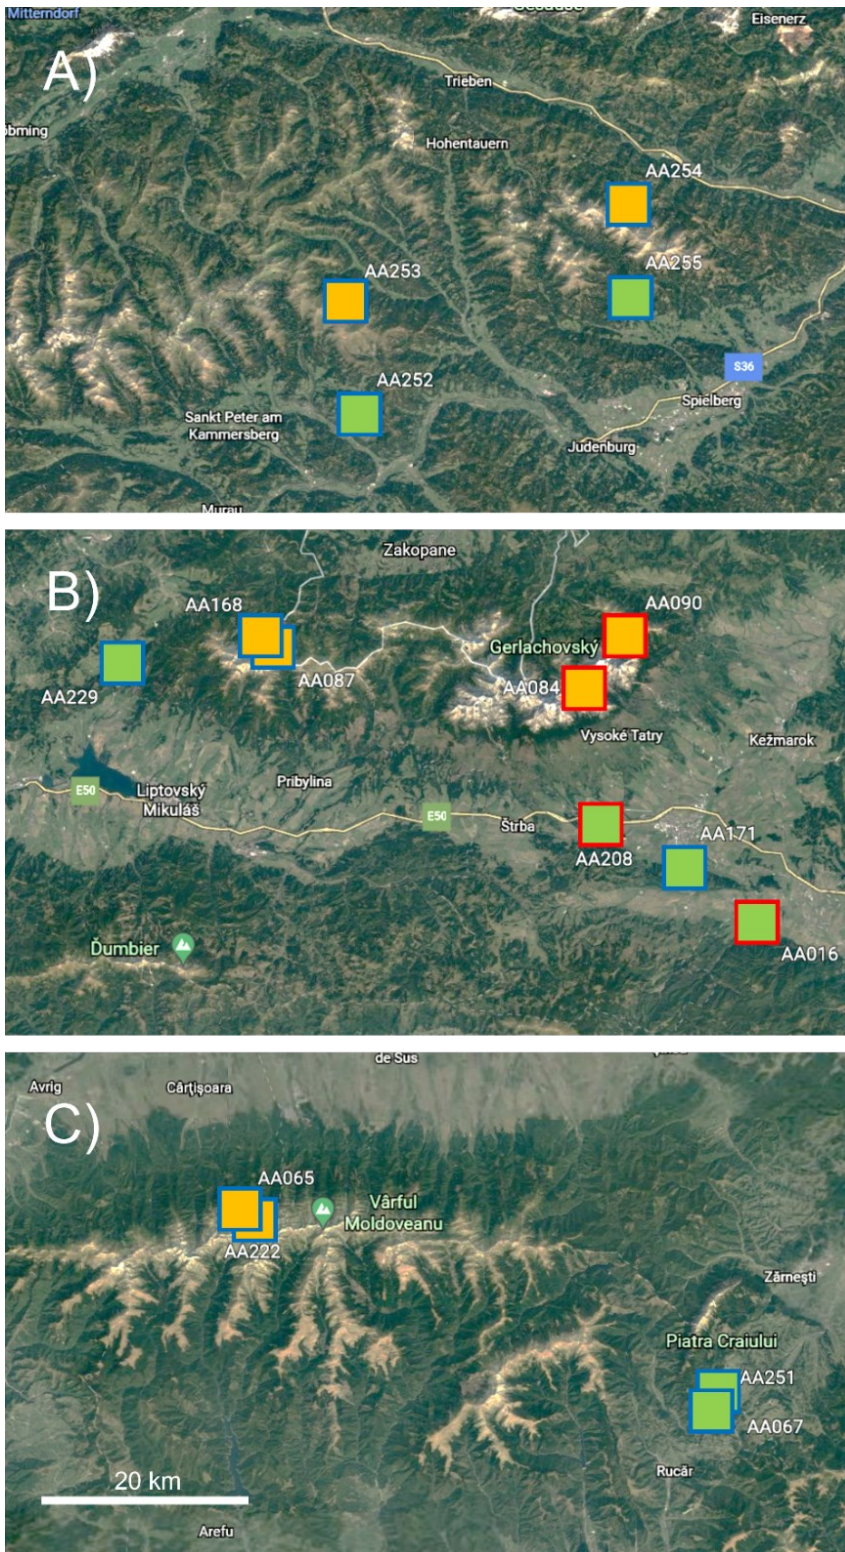 Mitterndorf
Gesäuse
Eisenerz
A)
Trieben
öbming
Hohentauern
AA254
AA253
AA255
S36
AA252
Sankt Peter am
Kammersberg
Spielberg
Judenburg
Murau
Zakopane
B)
AA168
AA090
Gerlachovský
AA229
AA087
AA084
Vysoké Tatry
Kežmarok
Pribylina
E50
Liptovský
Mikuláš
E50
Štrba
AA171
AA208
Ďumbier
AA016
de Sus
Avrig
Cârțișoara
C)
AA065
Vârful
Moldoveanu
AA222
Zărnești
Piatra Craiului
AA251
AA067
20 km
Rucăr
Arefu